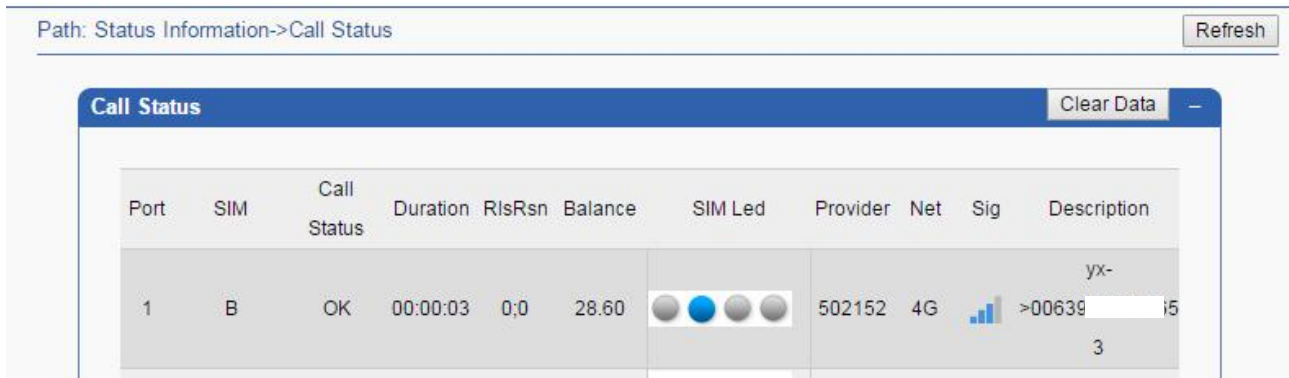 Path: Status Information->Call Status
Refresh
Call Status
Clear Data
–
Port SIM Call Status Duration RlsRsn Balance SIM Led Provider Net Sig Description
1 B OK 00:00:03 0;0 28.60 502152 4G yx->00639 65 3